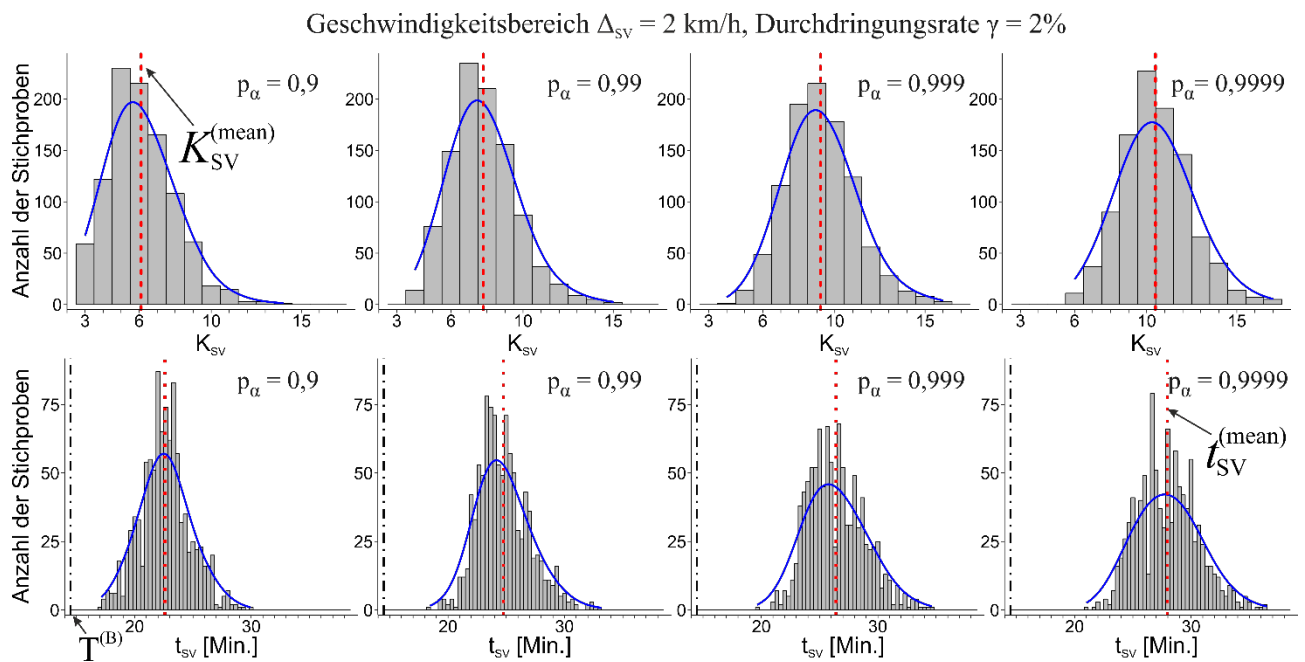 Geschwindigkeitsbereich Δ_SV = 2 km/h, Durchdringungsrate γ = 2%
Anzahl der Stichproben
200
150
100
50
0
p_α = 0,9
K_SV^(mean)
3 6 10 15
K_SV
200
150
100
50
0
p_α = 0,99
3 6 10 15
K_SV
200
150
100
50
0
p_α = 0,999
3 6 10 15
K_SV
200
150
100
50
0
p_α = 0,9999
3 6 10 15
K_SV
Anzahl der Stichproben
75
50
25
0
p_α = 0,9
T^(B)
20 30
t_SV [Min.]
75
50
25
0
p_α = 0,99
20 30
t_SV [Min.]
75
50
25
0
p_α = 0,999
20 30
t_SV [Min.]
75
50
25
0
p_α = 0,9999
t_SV^(mean)
20 30
t_SV [Min.]